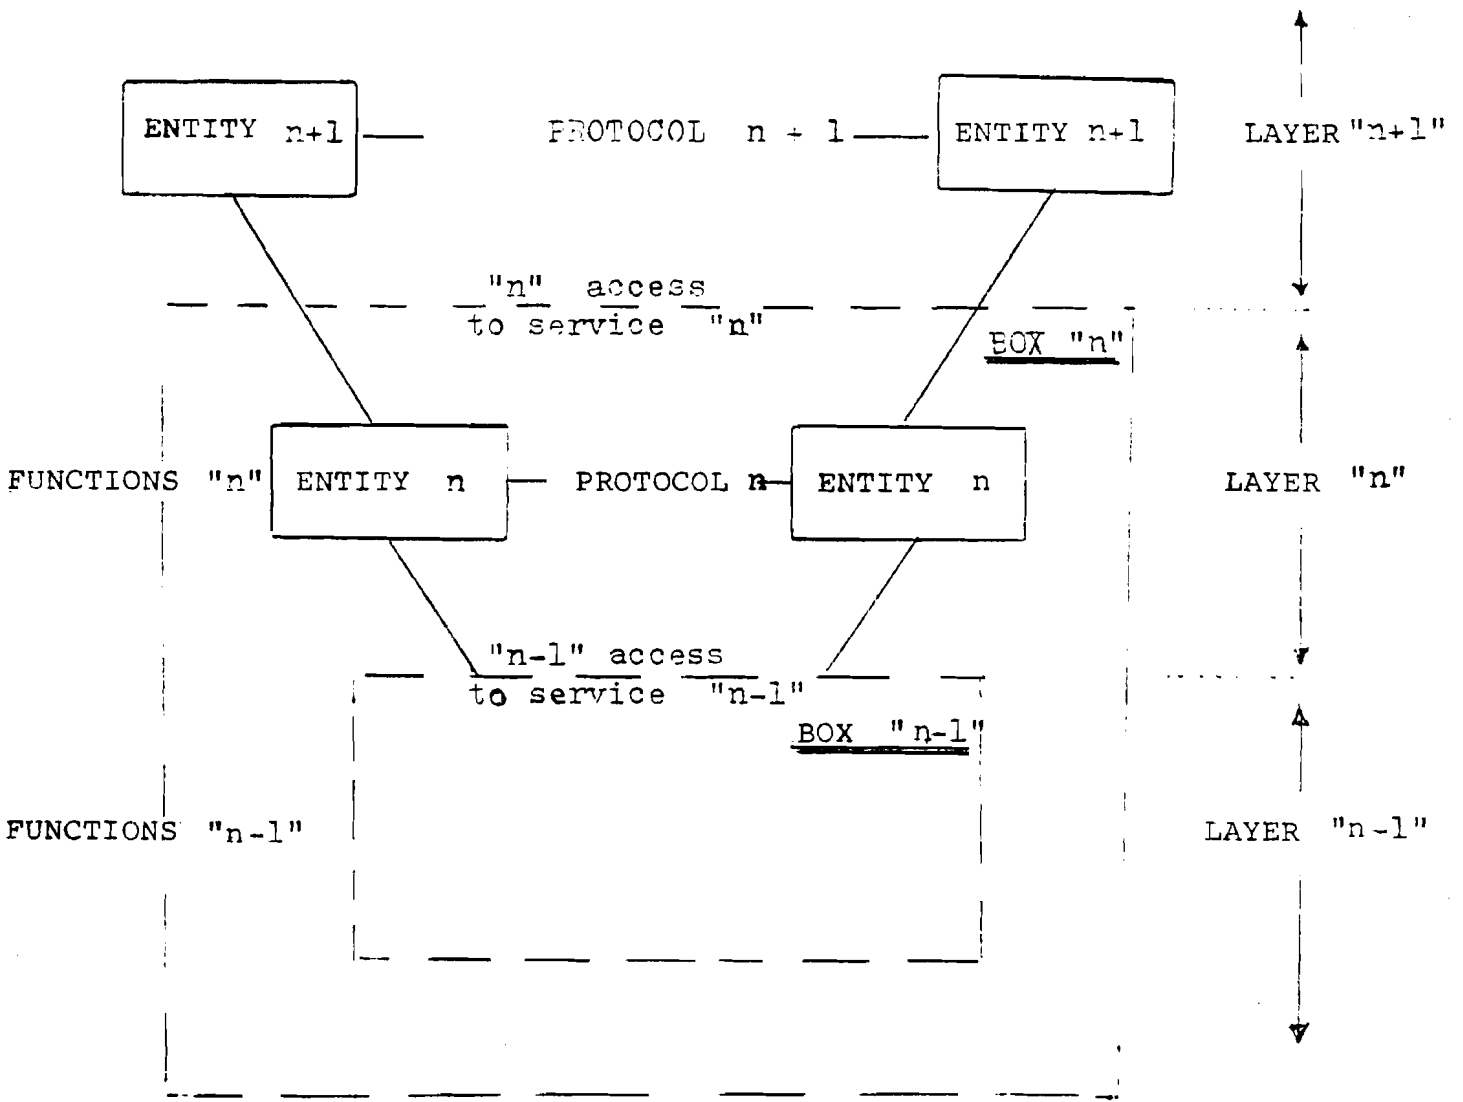 ENTITY n+1 PROTOCOL n + 1 ENTITY n+1 LAYER "n+1"
"n" access
to service "n"
BOX "n"
FUNCTIONS "n" ENTITY n PROTOCOL n ENTITY n LAYER "n"
"n-1" access
to service "n-1"
BOX "n-1"
FUNCTIONS "n-1" LAYER "n-1"